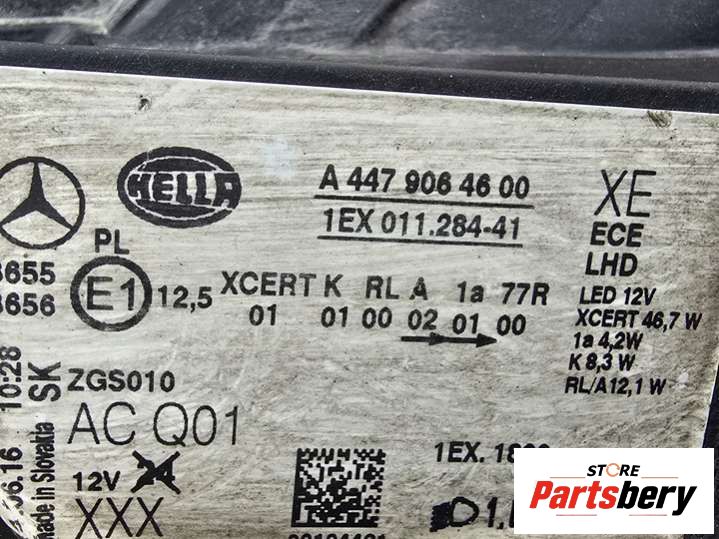 HELLA
A 447 906 46 00
1EX 011.284-41
XE
ECE
LHD
PL
E1 12,5
XCERT K RL A 1a 77R
01 01 00 02 01 00
LED 12V
XCERT 46,7 W
1a 4,2W
K 8,3 W
RL/A12,1 W
10:28
SK
Made in Slovakia
ZGS010
AC Q01
12V
XXX
1EX.
STORE
Partsbery